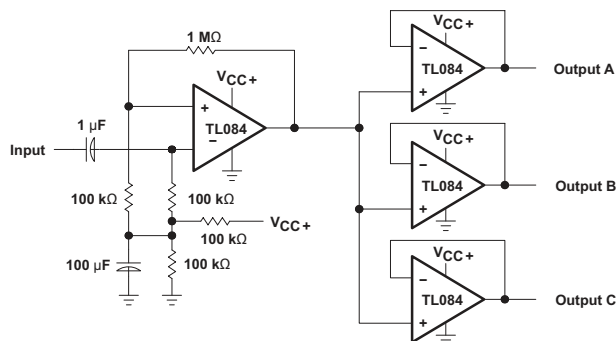 1 MΩ
VCC+
+
TL084
−
1 μF
Input
100 kΩ
100 kΩ
100 kΩ
VCC+
100 μF
100 kΩ
VCC+
−
TL084
+
Output A
VCC+
−
TL084
+
Output B
VCC+
−
TL084
+
Output C